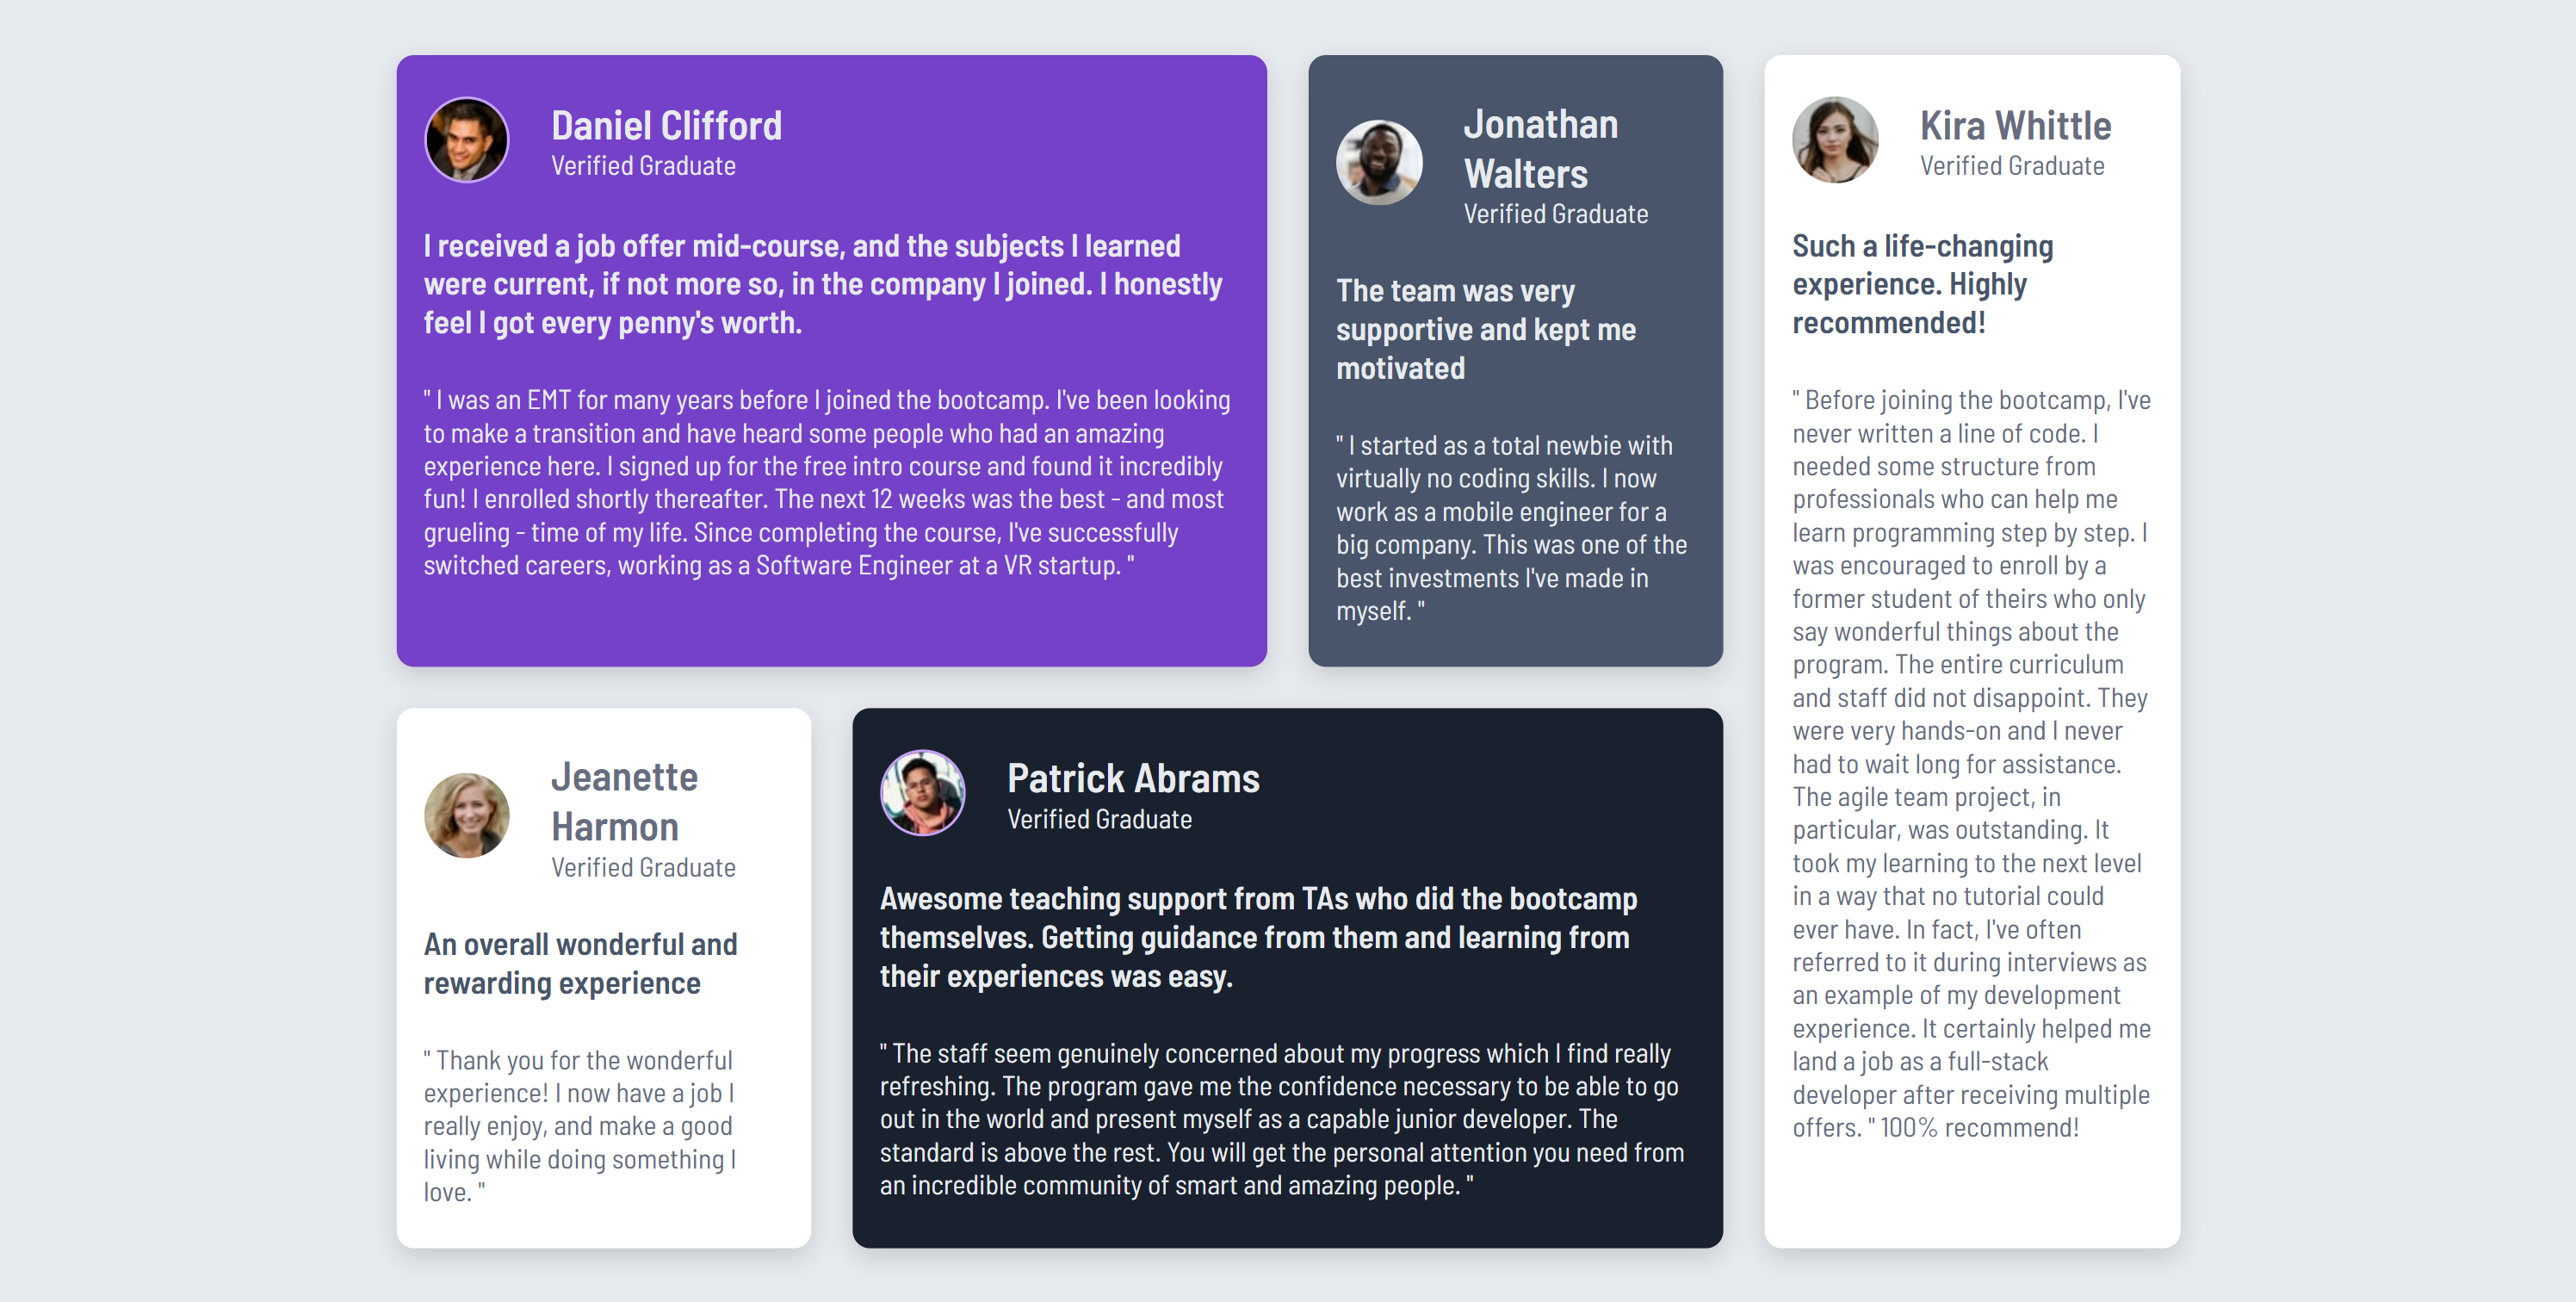 Daniel Clifford
Verified Graduate
I received a job offer mid-course, and the subjects I learned
were current, if not more so, in the company I joined. I honestly
feel I got every penny's worth.
" I was an EMT for many years before I joined the bootcamp. I've been looking
to make a transition and have heard some people who had an amazing
experience here. I signed up for the free intro course and found it incredibly
fun! I enrolled shortly thereafter. The next 12 weeks was the best - and most
grueling - time of my life. Since completing the course, I've successfully
switched careers, working as a Software Engineer at a VR startup. "
Jonathan
Walters
Verified Graduate
The team was very
supportive and kept me
motivated
" I started as a total newbie with
virtually no coding skills. I now
work as a mobile engineer for a
big company. This was one of the
best investments I've made in
myself. "
Kira Whittle
Verified Graduate
Such a life-changing
experience. Highly
recommended!
" Before joining the bootcamp, I've
never written a line of code. I
needed some structure from
professionals who can help me
learn programming step by step. I
was encouraged to enroll by a
former student of theirs who only
say wonderful things about the
program. The entire curriculum
and staff did not disappoint. They
were very hands-on and I never
had to wait long for assistance.
The agile team project, in
particular, was outstanding. It
took my learning to the next level
in a way that no tutorial could
ever have. In fact, I've often
referred to it during interviews as
an example of my development
experience. It certainly helped me
land a job as a full-stack
developer after receiving multiple
offers. " 100% recommend!
Jeanette
Harmon
Verified Graduate
An overall wonderful and
rewarding experience
" Thank you for the wonderful
experience! I now have a job I
really enjoy, and make a good
living while doing something I
love. "
Patrick Abrams
Verified Graduate
Awesome teaching support from TAs who did the bootcamp
themselves. Getting guidance from them and learning from
their experiences was easy.
" The staff seem genuinely concerned about my progress which I find really
refreshing. The program gave me the confidence necessary to be able to go
out in the world and present myself as a capable junior developer. The
standard is above the rest. You will get the personal attention you need from
an incredible community of smart and amazing people. "